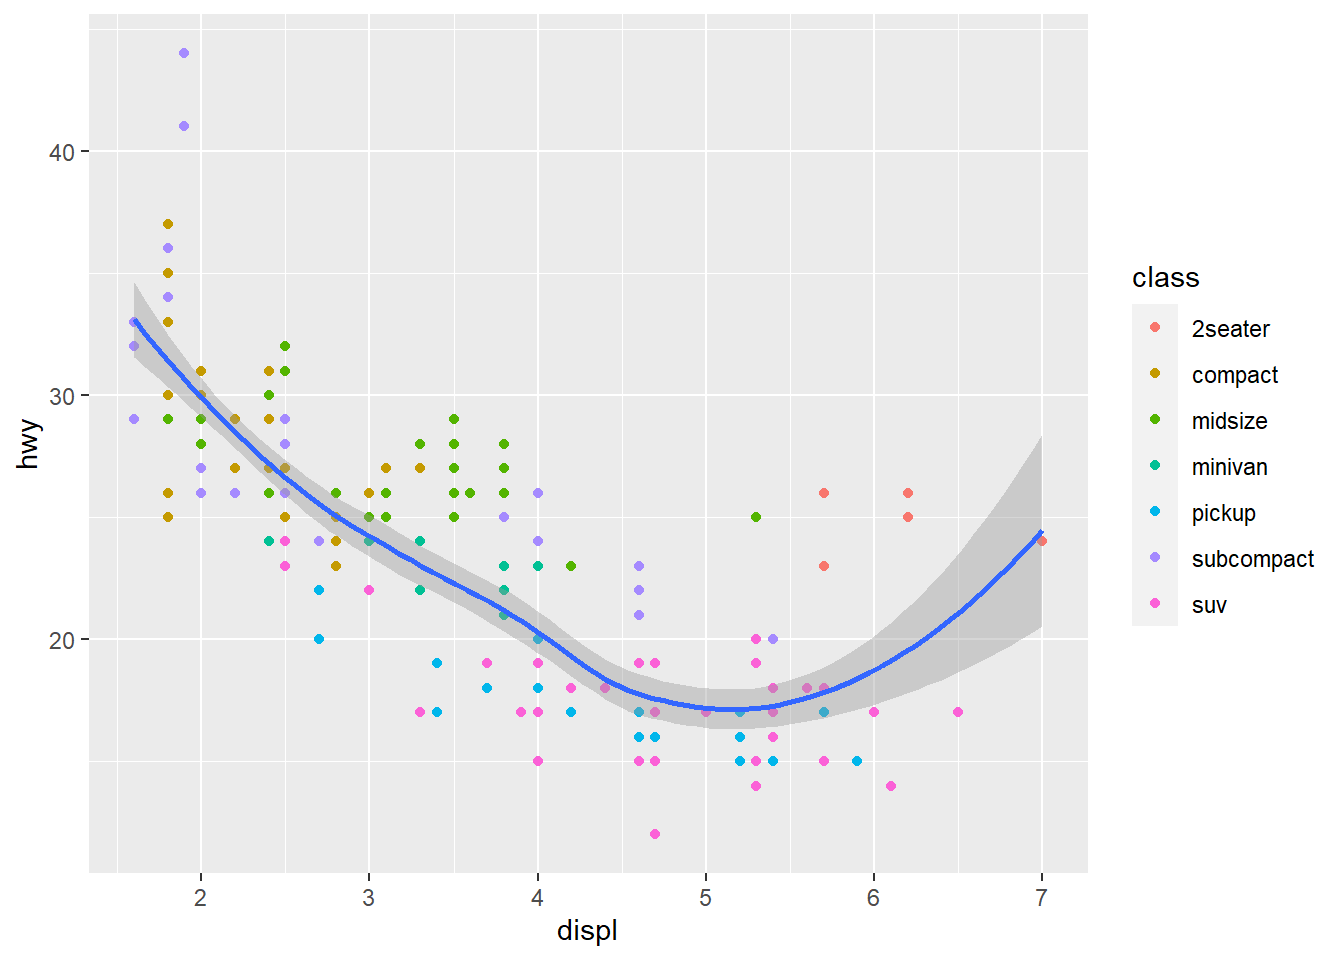 40
30
20
hwy
2 3 4 5 6 7
displ
class
2seater
compact
midsize
minivan
pickup
subcompact
suv